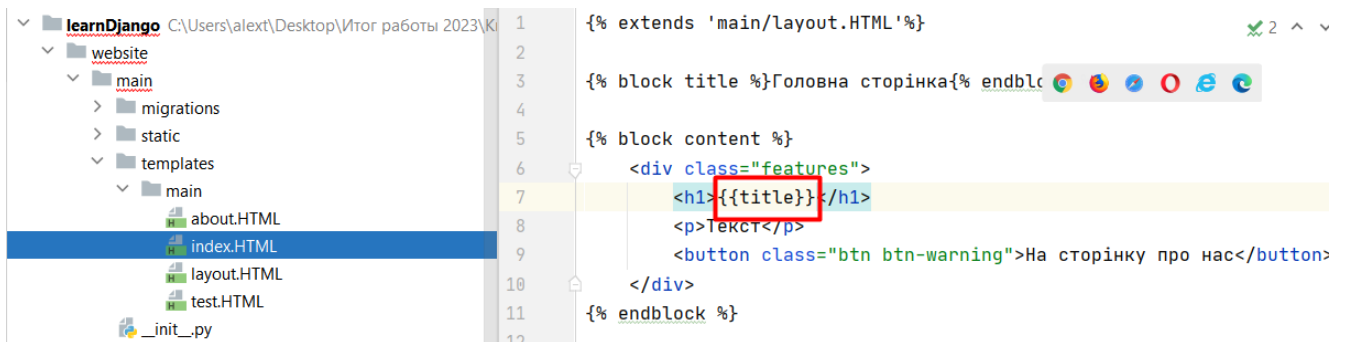 learnDjango C:\Users\alext\Desktop\Итог работы 2023\
website
main
migrations
static
templates
main
about.HTML
index.HTML
layout.HTML
test.HTML
__init__.py
1 {% extends 'main/layout.HTML'%}
2
2
3 {% block title %}Головна сторінка{%
4
5 {% block content %}
6 <div class="features">
7 <h1>{{title}}</h1>
8 <p>Текст</p>
9 <button class="btn btn-warning">На сторінку про нас</button>
10 </div>
11 {% endblock %}